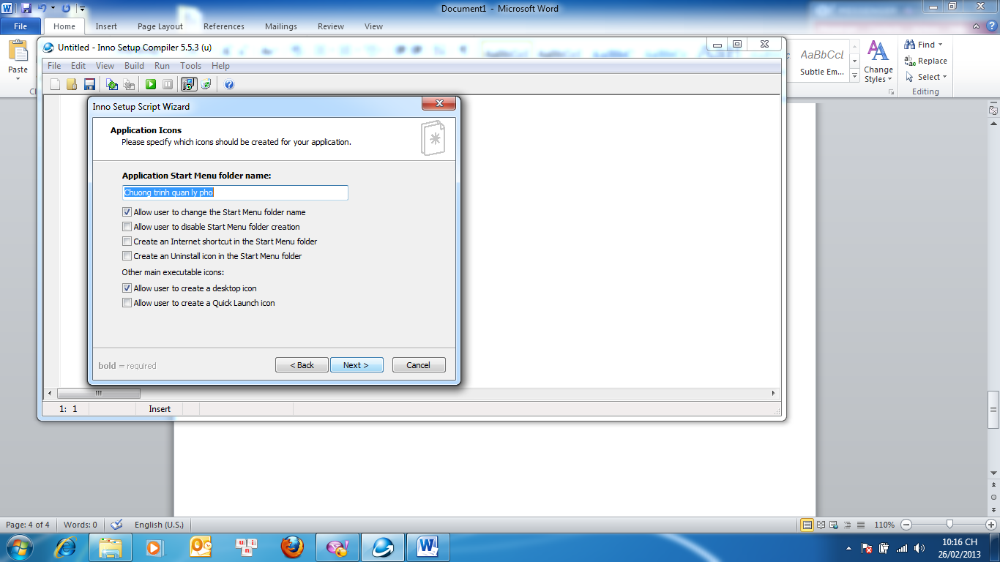 Document1 - Microsoft Word
File Home Insert Page Layout References Mailings Review View
Paste
AaBbCcL
Subtle Em...
Change Styles
Find
Replace
Select
Editing
Untitled - Inno Setup Compiler 5.5.3 (u)
File Edit View Build Run Tools Help
Inno Setup Script Wizard
Application Icons
Please specify which icons should be created for your application.
Application Start Menu folder name:
Chuong trinh quan ly pho
Allow user to change the Start Menu folder name
Allow user to disable Start Menu folder creation
Create an Internet shortcut in the Start Menu folder
Create an Uninstall icon in the Start Menu folder
Other main executable icons:
Allow user to create a desktop icon
Allow user to create a Quick Launch icon
bold = required
< Back Next > Cancel
1: 1 Insert
Page: 4 of 4 Words: 0 English (U.S.) 110%
10:16 CH
26/02/2013